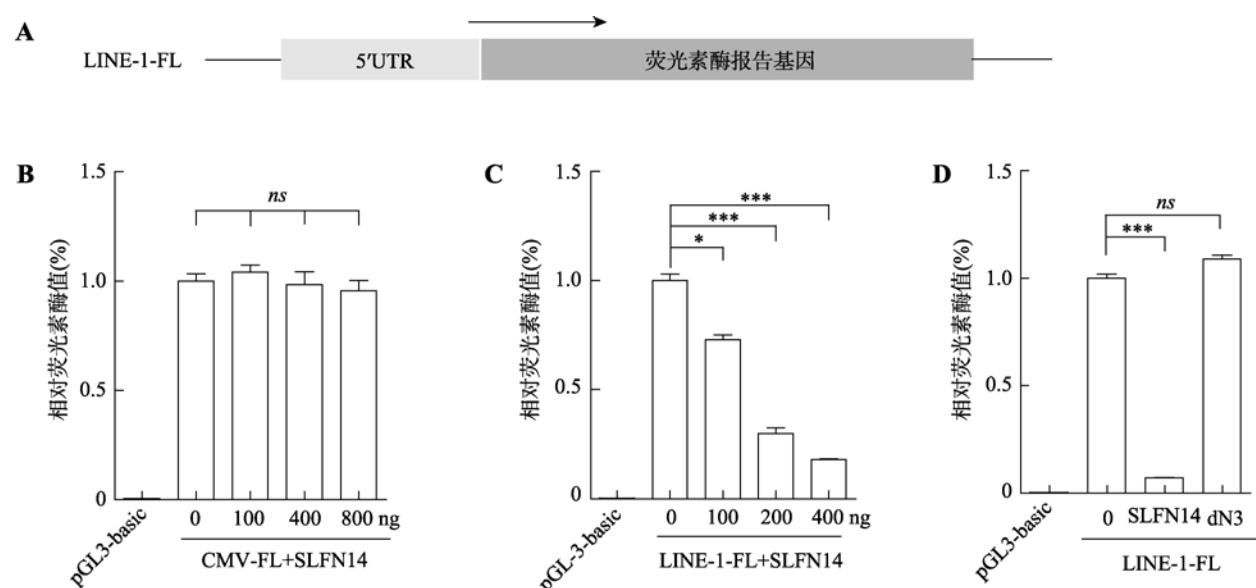 A
LINE-1-FL
5′UTR
荧光素酶报告基因
B
相对荧光素酶值(%)
1.5
1.0
0.5
0
ns
pGL3-basic
0 100 400 800 ng
CMV-FL+SLFN14
C
相对荧光素酶值(%)
1.5
1.0
0.5
0
***
***
*
pGL-3-basic
0 100 200 400 ng
LINE-1-FL+SLFN14
D
相对荧光素酶值(%)
1.5
1.0
0.5
0
ns
***
pGL3-basic
0 SLFN14 dN3
LINE-1-FL